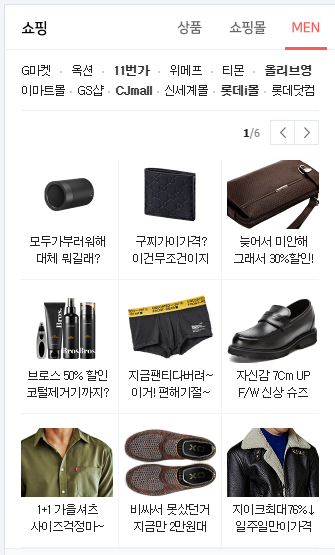 쇼핑 상품 쇼핑몰 MEN
G마켓 · 옥션 · 11번가 · 위메프 · 티몬 · 올리브영
이마트몰 · GS샵 · CJmall · 신세계몰 · 롯데i몰 · 롯데닷컴
1/6
모두가부러워해 구찌가이가격? 늦어서 미안해
대체 뭐길래? 이건무조건이지 그래서 30%할인!
Bros. BrosBros
브로스 50% 할인 지금팬티다버려~ 자신감 7Cm UP
코털제거기까지? 이거! 편해기절~ F/W 신상 슈즈
1+1 가을셔츠 비싸서 못샀던거 지이크최대76%↓
사이즈걱정마~ 지금만 2만원대 일주일만이가격